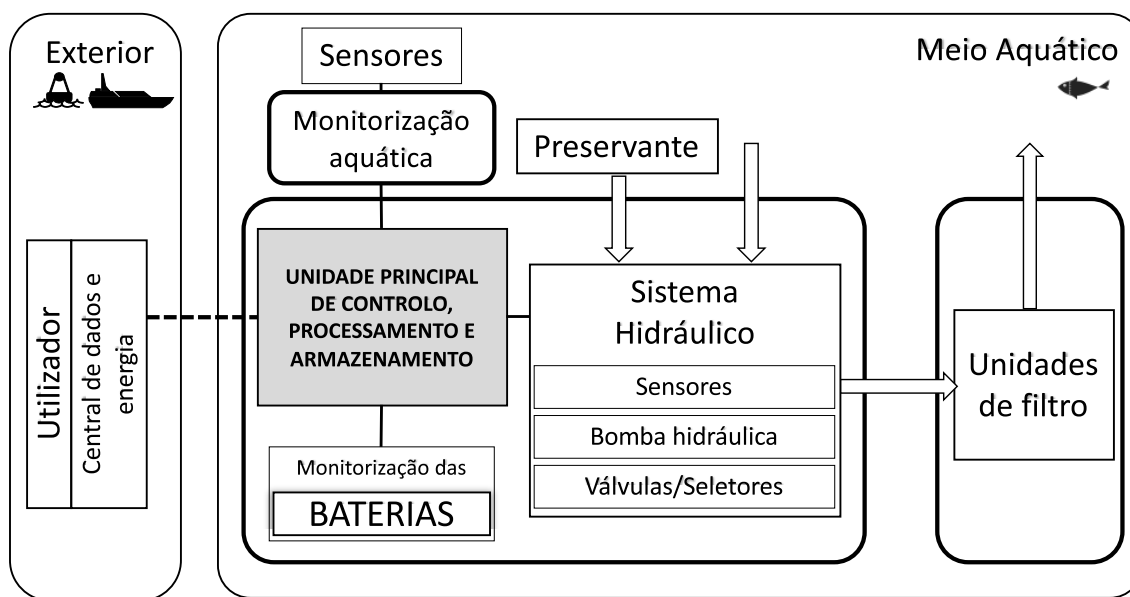 Exterior
Utilizador
Central de dados e
energia
Meio Aquático
Sensores
Monitorização
aquática
Preservante
UNIDADE PRINCIPAL
DE CONTROLO,
PROCESSAMENTO E
ARMAZENAMENTO
Monitorização das
BATERIAS
Sistema
Hidráulico
Sensores
Bomba hidráulica
Válvulas/Seletores
Unidades
de filtro